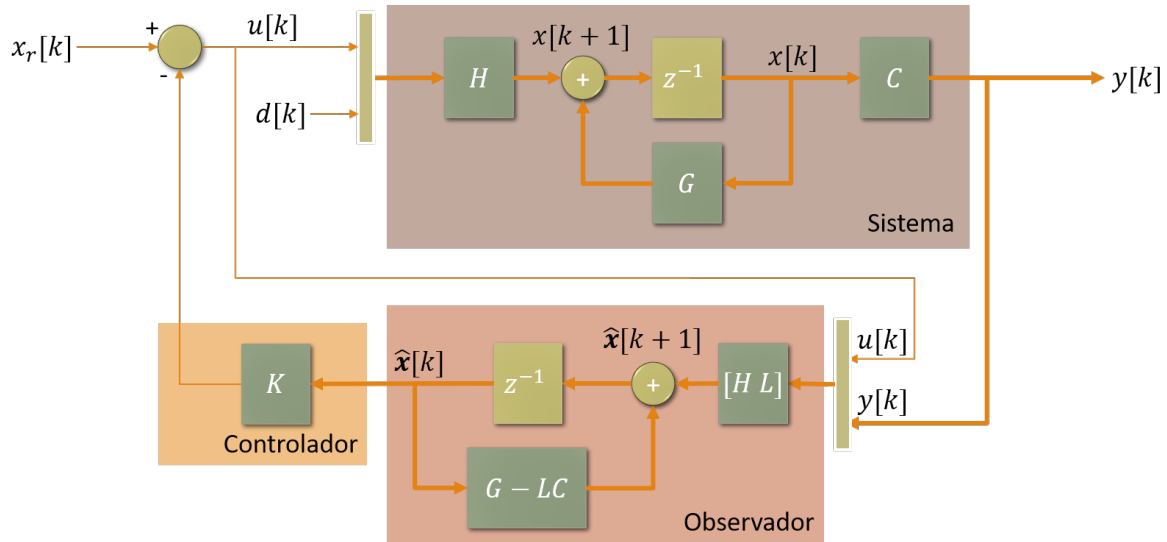 +
x_r[k]
u[k]
-
d[k]
H
x[k + 1]
+
z⁻¹
x[k]
C
y[k]
G
Sistema
K
Controlador
x̂[k]
z⁻¹
x̂[k + 1]
+
[H L]
u[k]
y[k]
G − LC
Observador